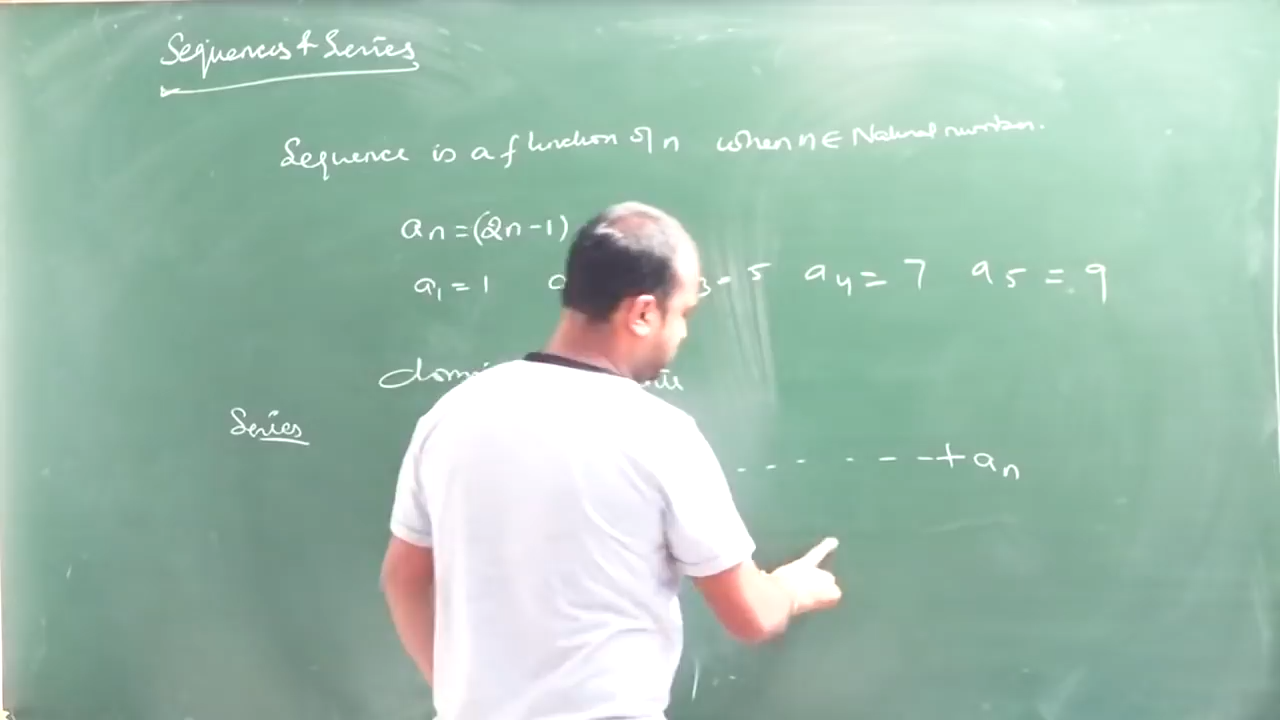 Sequences & Series
Sequence is a function of n when n ∈ Natural numbers.
an = (2n-1)
a1 = 1 3 = 5 a4 = 7 a5 = 9
Series
- - - - - - + an